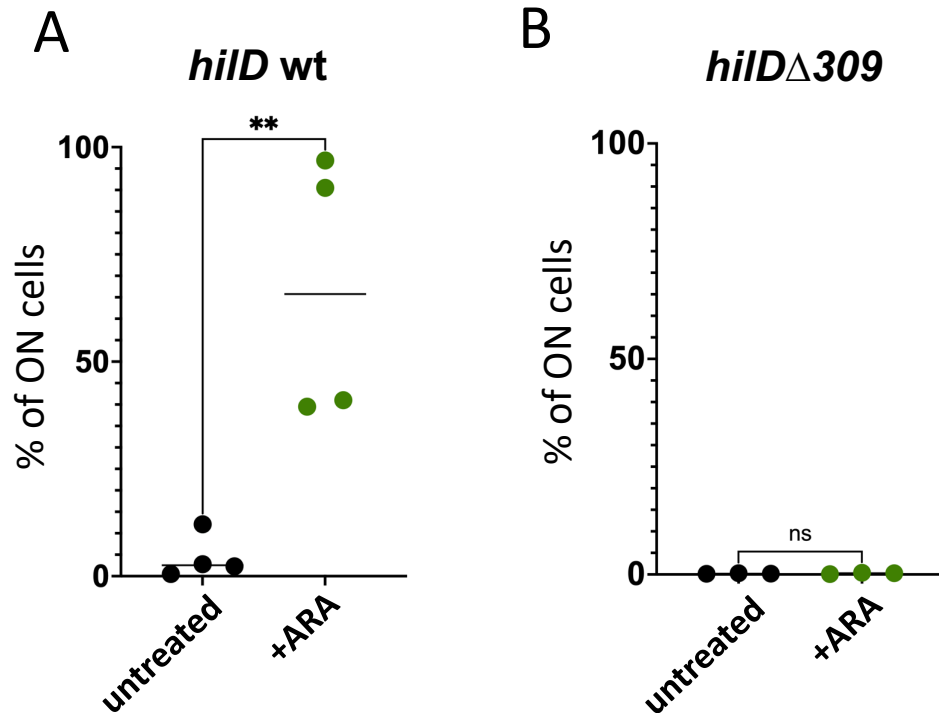 A
hilD wt
**
100
50
0
% of ON cells
untreated
+ARA
B
hilDΔ309
100
50
0
% of ON cells
ns
untreated
+ARA